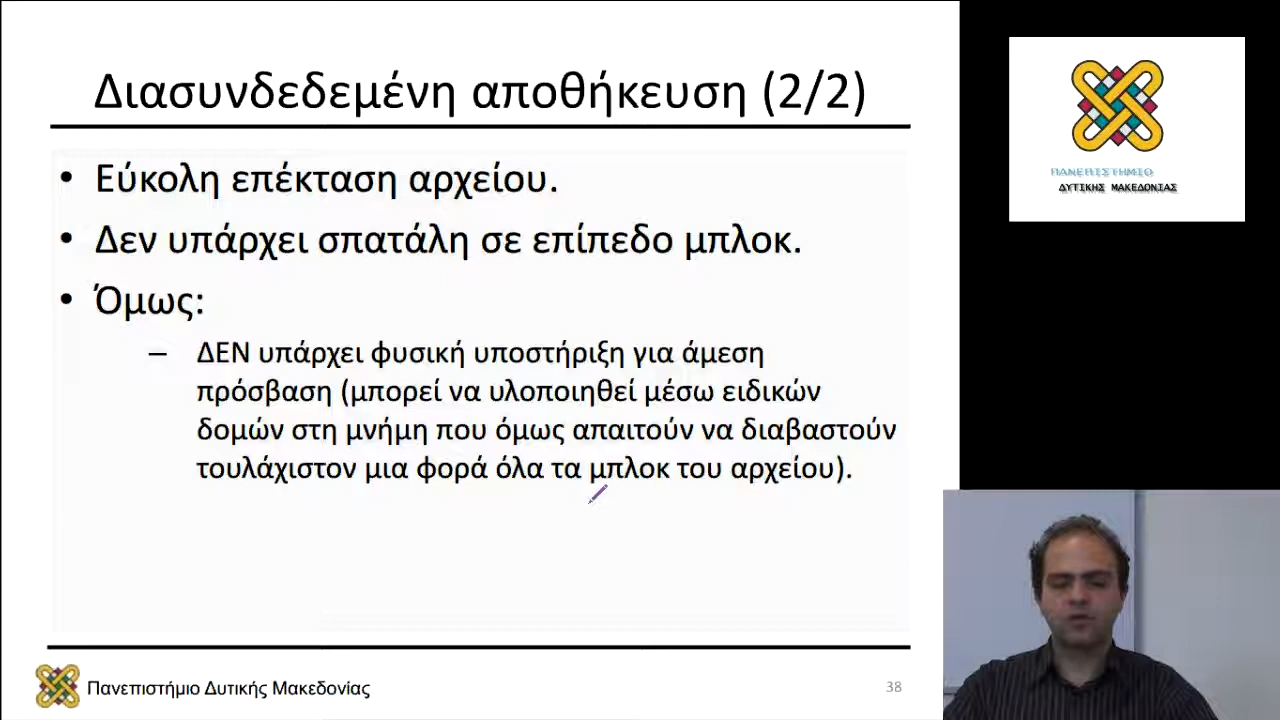 Διασυνδεδεμένη αποθήκευση (2/2)
• Εύκολη επέκταση αρχείου.
• Δεν υπάρχει σπατάλη σε επίπεδο μπλοκ.
• Όμως:
– ΔΕΝ υπάρχει φυσική υποστήριξη για άμεση
πρόσβαση (μπορεί να υλοποιηθεί μέσω ειδικών
δομών στη μνήμη που όμως απαιτούν να διαβαστούν
τουλάχιστον μια φορά όλα τα μπλοκ του αρχείου).
Πανεπιστήμιο Δυτικής Μακεδονίας
38
ΠΑΝΕΠΙΣΤΗΜΙΟ
ΔΥΤΙΚΗΣ ΜΑΚΕΔΟΝΙΑΣ